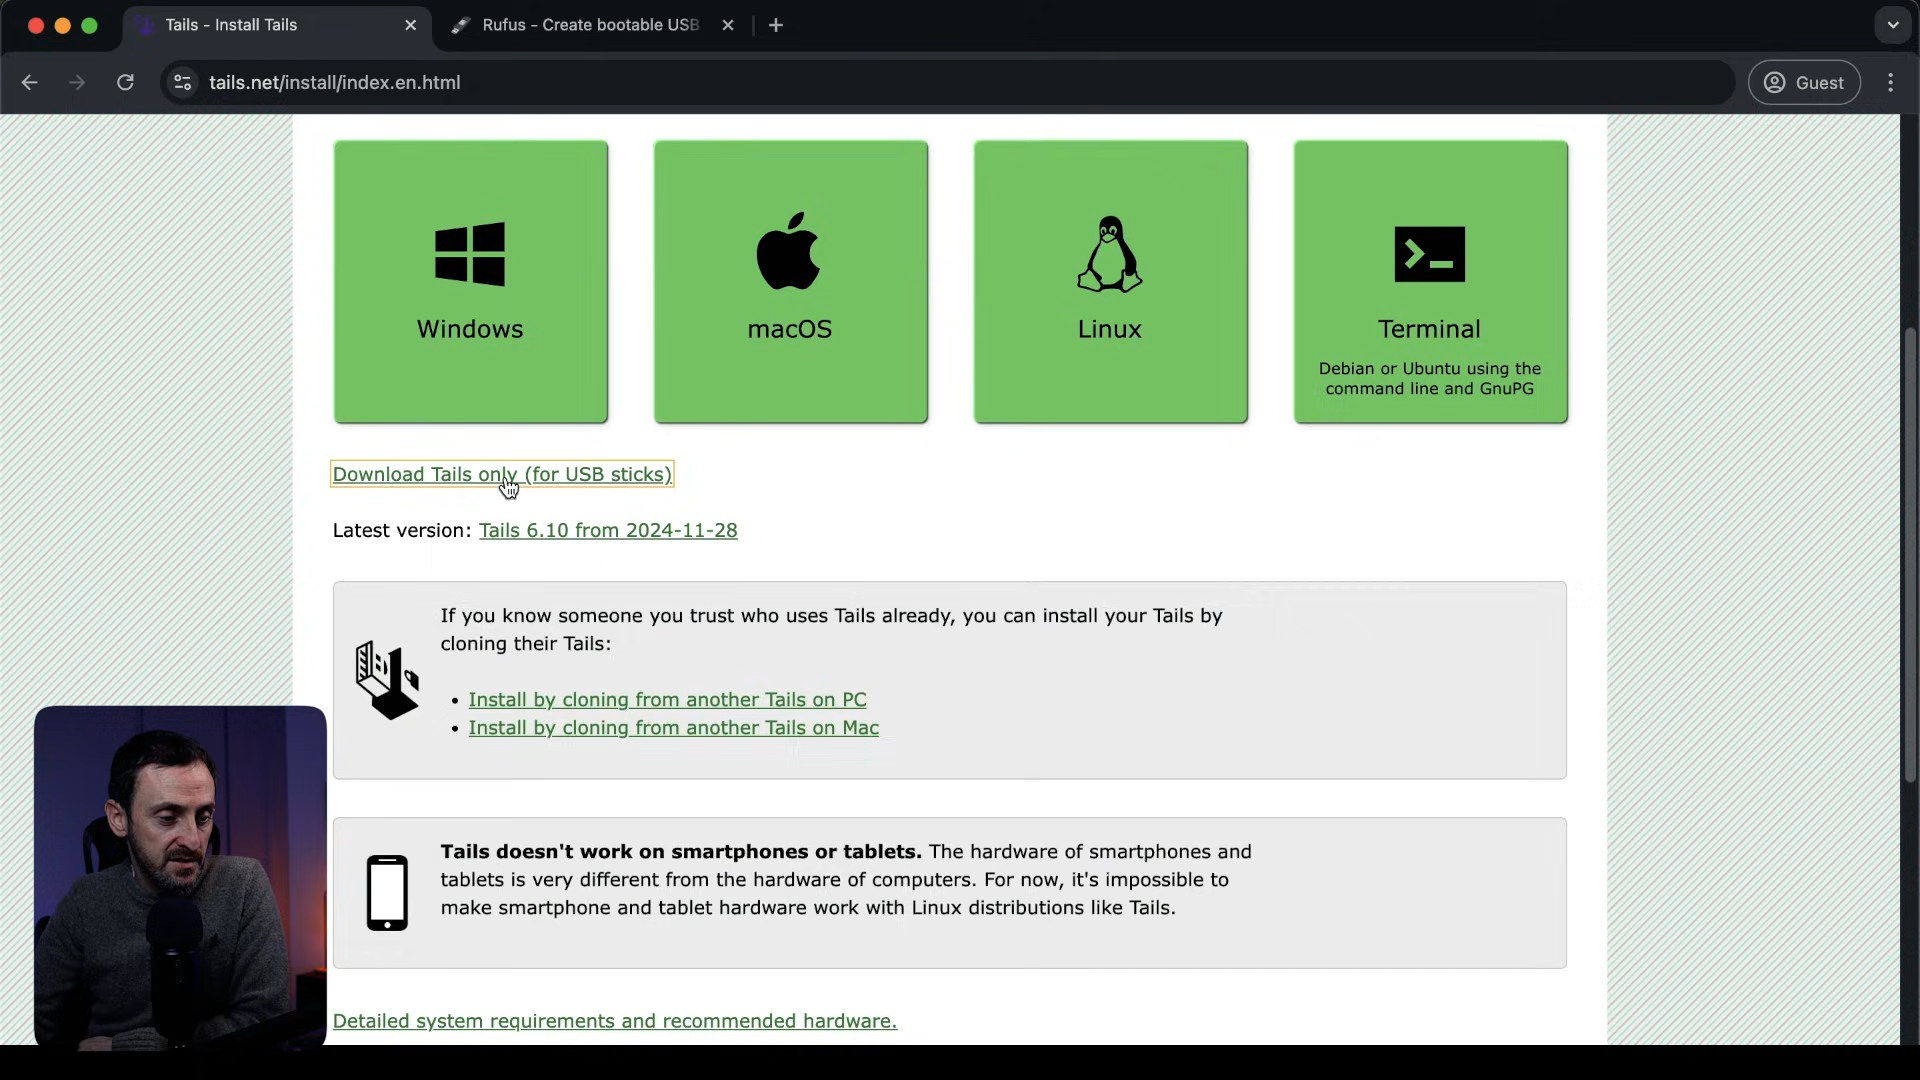 Tails - Install Tails
Rufus - Create bootable USB
tails.net/install/index.en.html
Guest
Windows
macOS
Linux
Terminal
Debian or Ubuntu using the
command line and GnuPG
Download Tails only (for USB sticks)
Latest version: Tails 6.10 from 2024-11-28
If you know someone you trust who uses Tails already, you can install your Tails by
cloning their Tails:
• Install by cloning from another Tails on PC
• Install by cloning from another Tails on Mac
Tails doesn't work on smartphones or tablets. The hardware of smartphones and
tablets is very different from the hardware of computers. For now, it's impossible to
make smartphone and tablet hardware work with Linux distributions like Tails.
Detailed system requirements and recommended hardware.